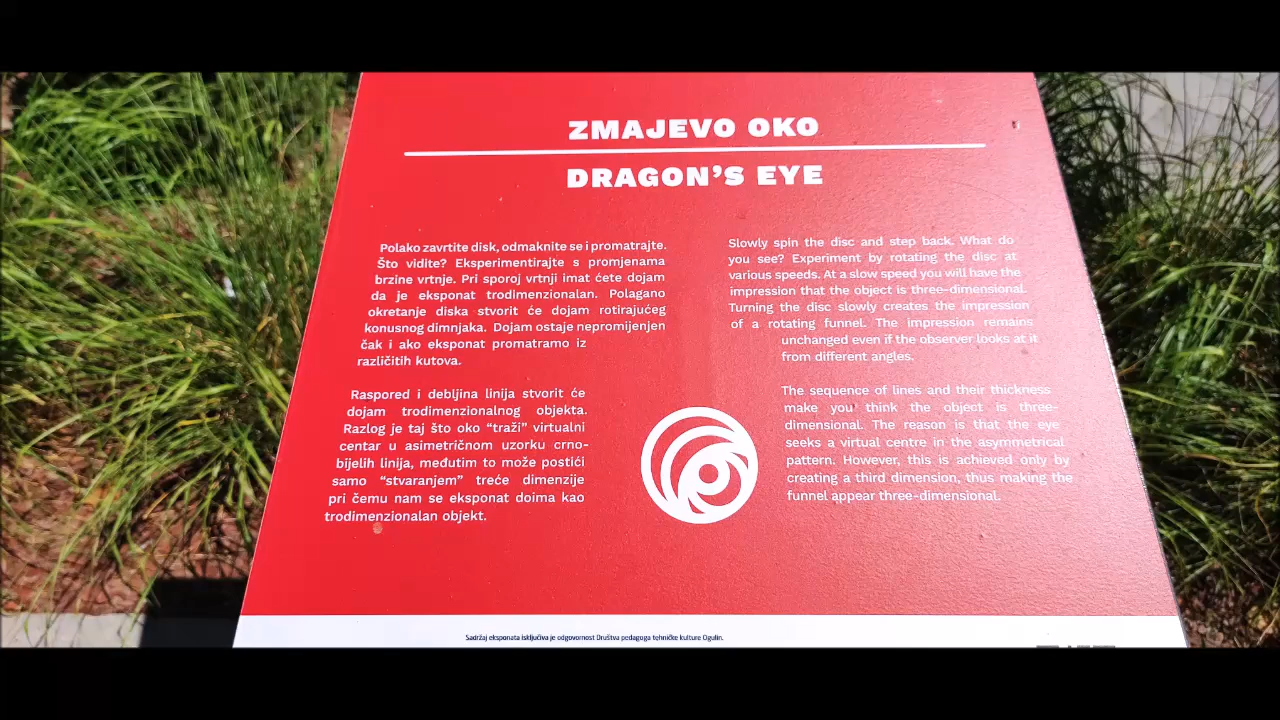 ZMAJEVO OKO
DRAGON'S EYE
Polako zavrtite disk, odmaknite se i promatrajte.
Što vidite? Eksperimentirajte s promjenama
brzine vrtnje. Pri sporoj vrtnji imat ćete dojam
da je eksponat trodimenzionalan. Polagano
okretanje diska stvorit će dojam rotirajućeg
konusnog dimnjaka. Dojam ostaje nepromijenjen
čak i ako eksponat promatramo iz
različitih kutova.
Raspored i debljina linija stvorit će
dojam trodimenzionalnog objekta.
Razlog je taj što oko “traži” virtualni
centar u asimetričnom uzorku crno-
bijelih linija, međutim to može postići
samo “stvaranjem” treće dimenzije
pri čemu nam se eksponat doima kao
trodimenzionalan objekt.
Slowly spin the disc and step back. What do
you see? Experiment by rotating the disc at
various speeds. At a slow speed you will have the
impression that the object is three-dimensional.
Turning the disc slowly creates the impression
of a rotating funnel. The impression remains
unchanged even if the observer looks at it
from different angles.
The sequence of lines and their thickness
make you think the object is three-
dimensional. The reason is that the eye
seeks a virtual centre in the asymmetrical
pattern. However, this is achieved only by
creating a third dimension, thus making the
funnel appear three-dimensional.
Sadržaj eksponata isključiva je odgovornost Društva pedagoga tehničke kulture Ogulin.